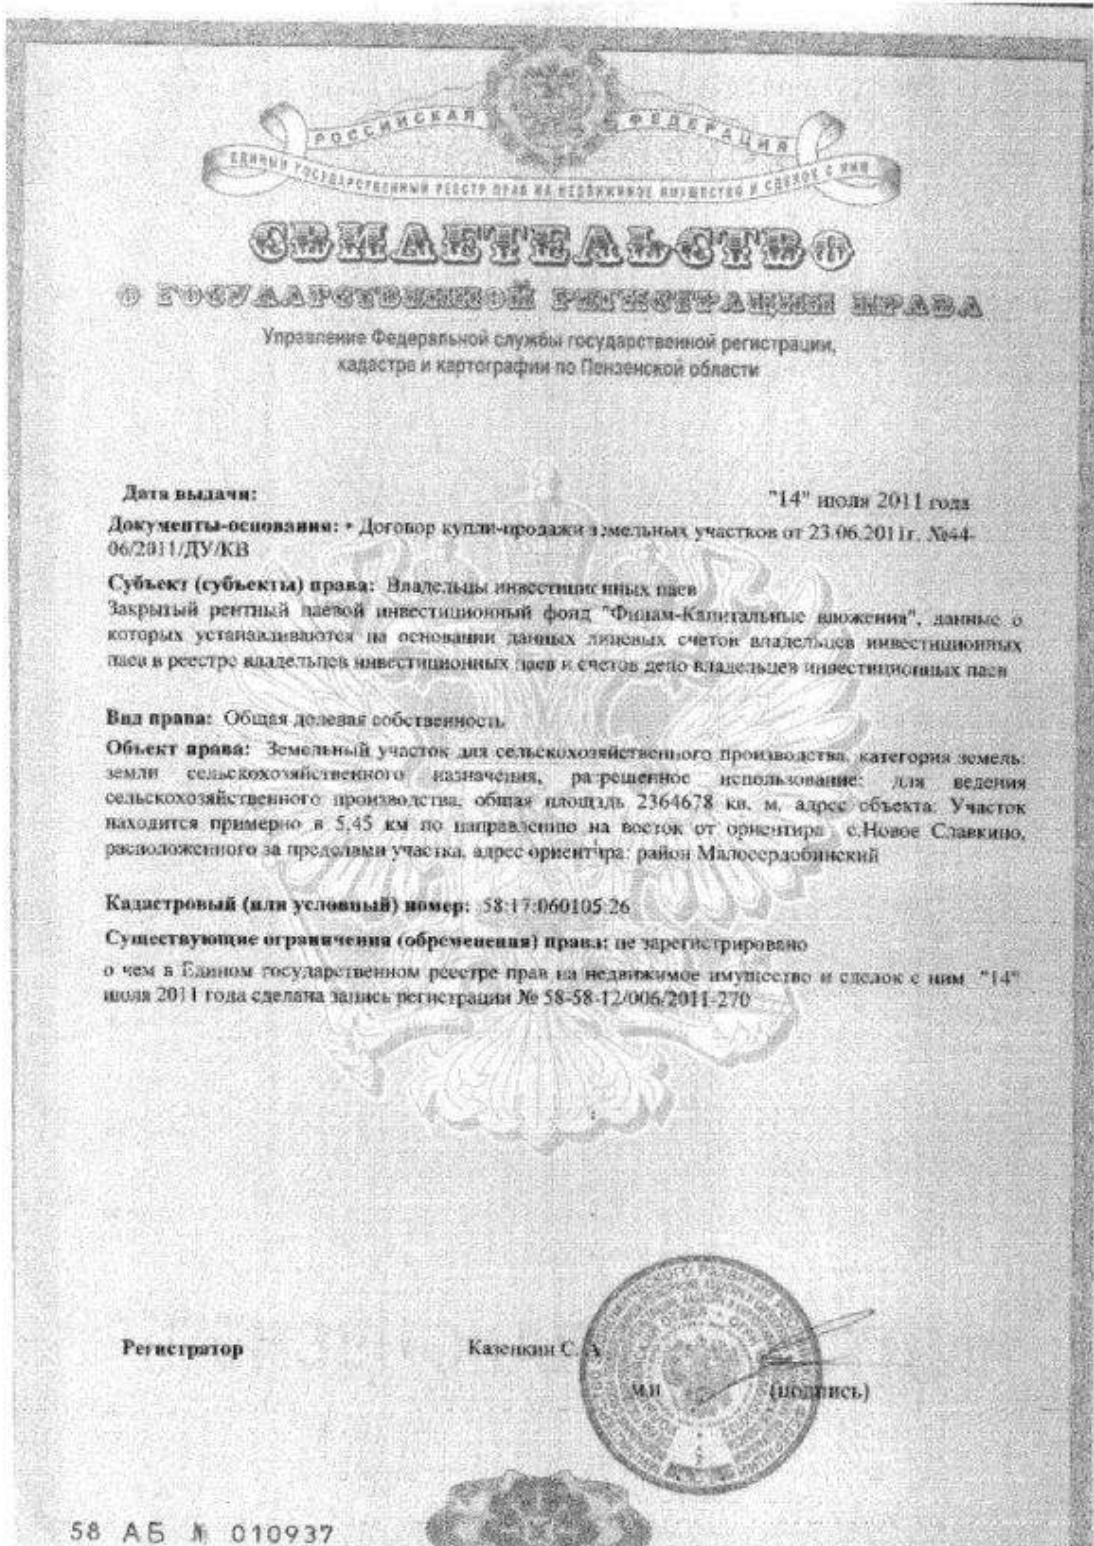 РОССИЙСКАЯ ФЕДЕРАЦИЯ
ЕДИНЫЙ ГОСУДАРСТВЕННЫЙ РЕЕСТР ПРАВ НА НЕДВИЖИМОЕ ИМУЩЕСТВО И СДЕЛОК С НИМ
СВИДЕТЕЛЬСТВО
О ГОСУДАРСТВЕННОЙ РЕГИСТРАЦИИ ПРАВА
Управление Федеральной службы государственной регистрации,
кадастра и картографии по Пензенской области
Дата выдачи: "14" июля 2011 года
Документы-основания: • Договор купли-продажи земельных участков от 23.06.2011г. №44-
06/2011/ДУ/КВ
Субъект (субъекты) права: Владельцы инвестиционных паев
Закрытый рентный паевой инвестиционный фонд "Финам-Капитальные вложения", данные о
которых устанавливаются на основании данных лицевых счетов владельцев инвестиционных
паев в реестре владельцев инвестиционных паев и счетов депо владельцев инвестиционных паев
Вид права: Общая долевая собственность
Объект права: Земельный участок для сельскохозяйственного производства, категория земель:
земли сельскохозяйственного назначения, разрешенное использование: для ведения
сельскохозяйственного производства, общая площадь 2364678 кв. м, адрес объекта: Участок
находится примерно в 5,45 км по направлению на восток от ориентира с.Новое Славкино,
расположенного за пределами участка, адрес ориентира: район Малосердобинский
Кадастровый (или условный) номер: 58:17:060105:26
Существующие ограничения (обременения) права: не зарегистрировано
о чем в Едином государственном реестре прав на недвижимое имущество и сделок с ним "14"
июля 2011 года сделана запись регистрации № 58-58-12/006/2011-270
Регистратор Казенкин С. А
м.п (подпись)
58 АБ № 010937